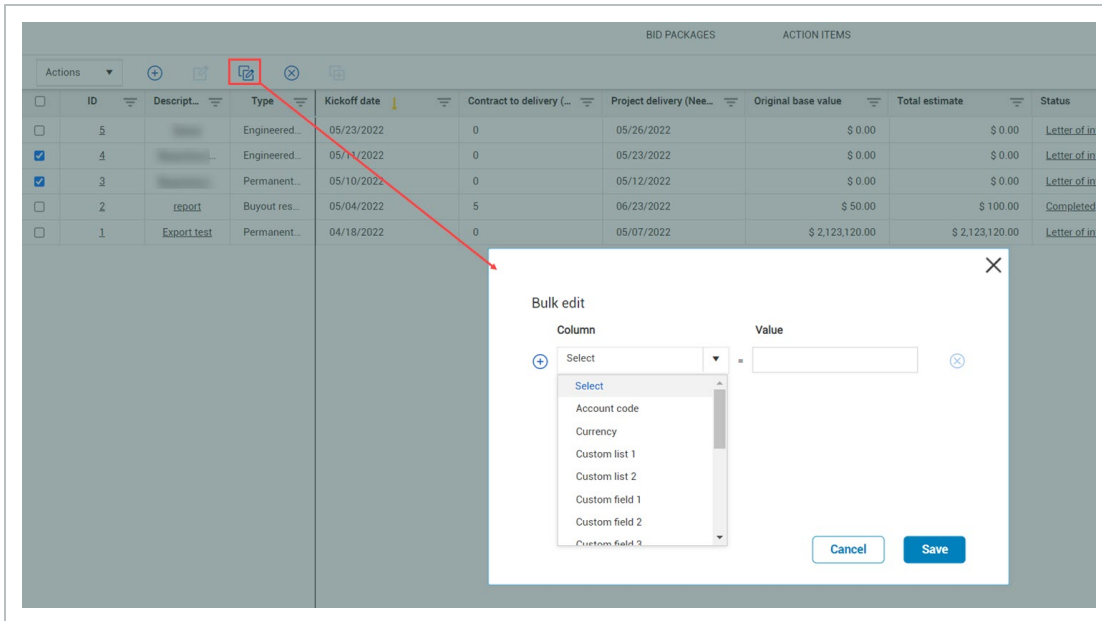 BID PACKAGES ACTION ITEMS
Actions
ID Descript... Type Kickoff date Contract to delivery (... Project delivery (Nee... Original base value Total estimate Status
5 Engineered... 05/23/2022 0 05/26/2022 $ 0.00 $ 0.00 Letter of in
4 Engineered... 05/11/2022 0 05/23/2022 $ 0.00 $ 0.00 Letter of in
3 Permanent... 05/10/2022 0 05/12/2022 $ 0.00 $ 0.00 Letter of in
2 report Buyout res... 05/04/2022 5 06/23/2022 $ 50.00 $ 100.00 Completed
1 Export test Permanent... 04/18/2022 0 05/07/2022 $ 2,123,120.00 $ 2,123,120.00 Letter of in
Bulk edit
Column Value
Select =
Select
Account code
Currency
Custom list 1
Custom list 2
Custom field 1
Custom field 2
Custom field 3
Cancel Save